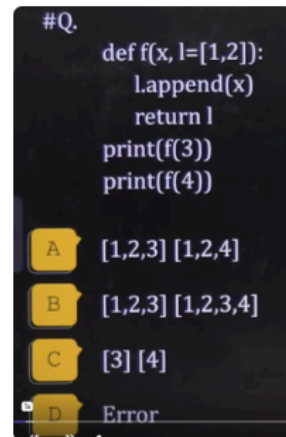 #Q.
def f(x, l=[1,2]):
l.append(x)
return l
print(f(3))
print(f(4))
A [1,2,3] [1,2,4]
B [1,2,3] [1,2,3,4]
C [3] [4]
D Error